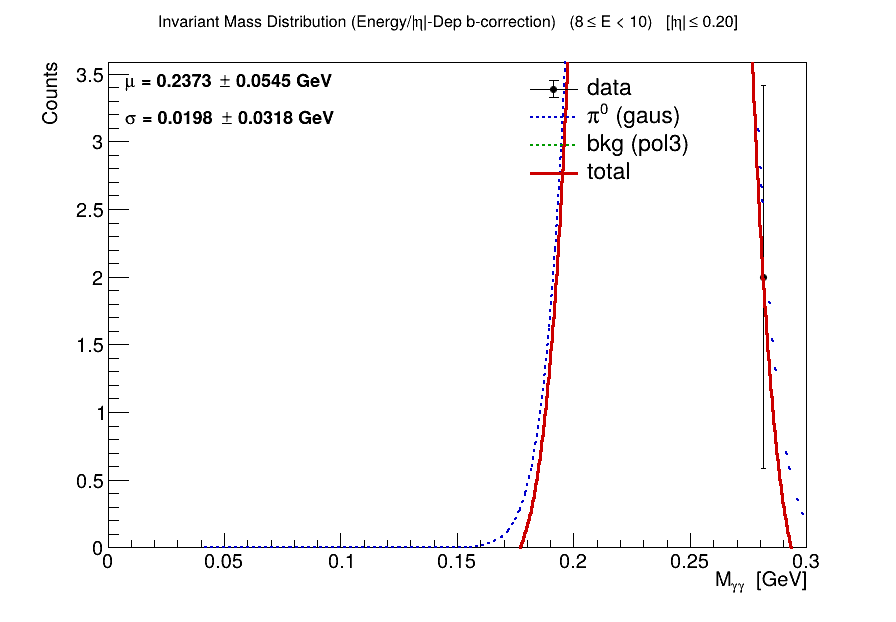 Invariant Mass Distribution (Energy/|η|-Dep b-correction) (8 ≤ E < 10) [|η| ≤ 0.20]
Counts
3.5
3
2.5
2
1.5
1
0.5
0
μ = 0.2373 ± 0.0545 GeV
σ = 0.0198 ± 0.0318 GeV
data
π⁰ (gaus)
bkg (pol3)
total
0
0.05
0.1
0.15
0.2
0.25
0.3
Mγγ [GeV]